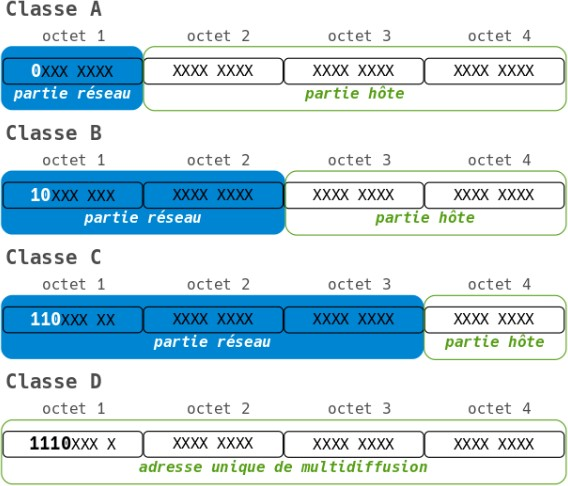 Classe A
octet 1 octet 2 octet 3 octet 4
0XXX XXXX XXXX XXXX XXXX XXXX XXXX XXXX
partie réseau partie hôte
Classe B
octet 1 octet 2 octet 3 octet 4
10XXX XXX XXXX XXXX XXXX XXXX XXXX XXXX
partie réseau partie hôte
Classe C
octet 1 octet 2 octet 3 octet 4
110XXX XX XXXX XXXX XXXX XXXX XXXX XXXX
partie réseau partie hôte
Classe D
octet 1 octet 2 octet 3 octet 4
1110XXX X XXXX XXXX XXXX XXXX XXXX XXXX
adresse unique de multidiffusion